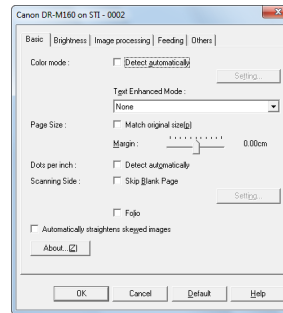 Canon DR-M160 on STI - 0002
Basic Brightness Image processing Feeding Others
Color mode : Detect automatically
Setting...
Text Enhanced Mode :
None
Page Size : Match original size(p)
Margin : 0.00cm
Dots per inch : Detect automatically
Scanning Side : Skip Blank Page
Setting...
Folio
Automatically straightens skewed images
About...(Z)
OK Cancel Default Help